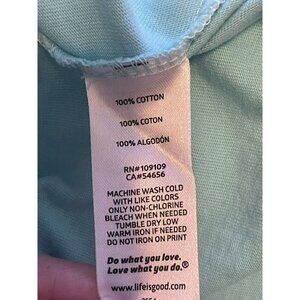 100% COTTON
100% COTON
100% ALGODÓN
RN#109109
CA#54656
MACHINE WASH COLD
WITH LIKE COLORS
ONLY NON-CHLORINE
BLEACH WHEN NEEDED
TUMBLE DRY LOW
WARM IRON IF NEEDED
DO NOT IRON ON PRINT
Do what you love.
Love what you do.®
www.lifeisgood.com